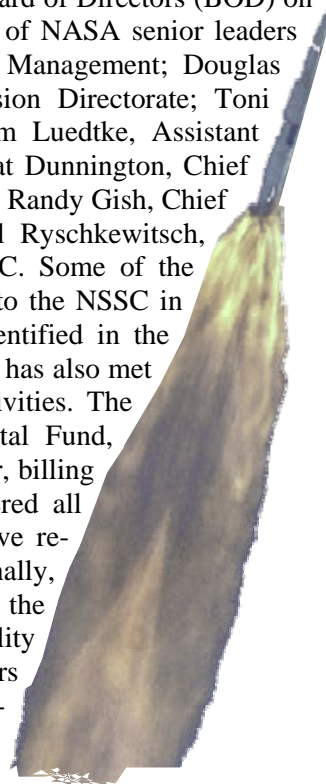 ard of Directors (BOD) on
of NASA senior leaders
Management; Douglas
sion Directorate; Toni
m Luedtke, Assistant
at Dunnington, Chief
Randy Gish, Chief
l Ryschkewitsch,
C. Some of the
to the NSSC in
entified in the
has also met
ivities. The
tal Fund,
r, billing
red all
ve re-
nally,
the
lity
rs
-